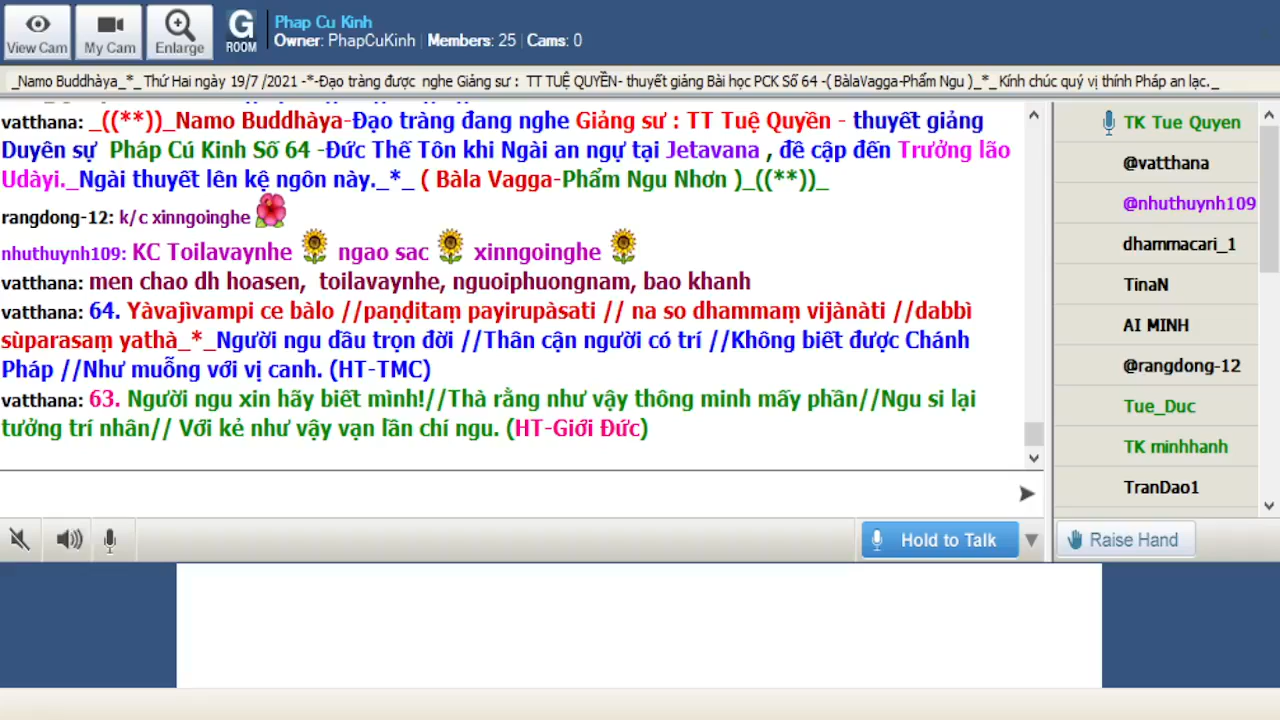 View Cam
My Cam
Enlarge
G
ROOM
Phap Cu Kinh
Owner: PhapCuKinh | Members: 25 | Cams: 0
_Namo Buddhàya_*_ Thứ Hai ngày 19/7 /2021 -*-Đạo tràng được  nghe Giảng sư :  TT TUỆ QUYỀN- thuyết giảng Bài học PCK Số 64 -( BàlaVagga-Phẩm Ngu )_*_ Kính chúc quý vị thính Pháp an lạc._
vatthana: _((**))_Namo Buddhàya-Đạo tràng đang nghe Giảng sư : TT Tuệ Quyền - thuyết giảng
Duyên sự  Pháp Cú Kinh Số 64 -Đức Thế Tôn khi Ngài an ngự tại Jetavana , đề cập đến Trưởng lão
Udàyi._Ngài thuyết lên kệ ngôn này._*_ ( Bàla Vagga-Phẩm Ngu Nhơn )_((**))_
rangdong-12: k/c xinngoinghe
nhuthuynh109: KC Toilavaynhe ngao sac xinngoinghe
vatthana: men chao dh hoasen,  toilavaynhe, nguoiphuongnam, bao khanh
vatthana: 64. Yàvajìvampi ce bàlo //paṇḍitaṃ payirupàsati // na so dhammaṃ vijànàti //dabbì
sùparasaṃ yathà_*_Người ngu dầu trọn đời //Thân cận người có trí //Không biết được Chánh
Pháp //Như muỗng với vị canh. (HT-TMC)
vatthana: 63. Người ngu xin hãy biết mình!//Thà rằng như vậy thông minh mấy phần//Ngu si lại
tưởng trí nhân// Với kẻ như vậy vạn lần chí ngu. (HT-Giới Đức)
TK Tue Quyen
@vatthana
@nhuthuynh109
dhammacari_1
TinaN
AI MINH
@rangdong-12
Tue_Duc
TK minhhanh
TranDao1
Hold to Talk
Raise Hand